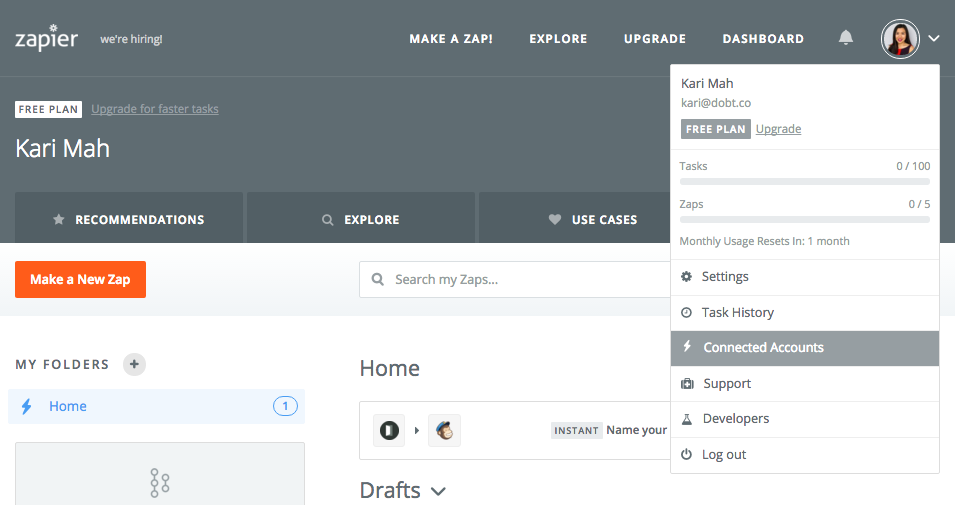 zapier
we're hiring!
MAKE A ZAP!
EXPLORE
UPGRADE
DASHBOARD
FREE PLAN Upgrade for faster tasks
Kari Mah
RECOMMENDATIONS
EXPLORE
USE CASES
Make a New Zap
Search my Zaps...
MY FOLDERS +
Home 1
Home
INSTANT Name your
Drafts
Kari Mah
kari@dobt.co
FREE PLAN Upgrade
Tasks 0 / 100
Zaps 0 / 5
Monthly Usage Resets In: 1 month
Settings
Task History
Connected Accounts
Support
Developers
Log out